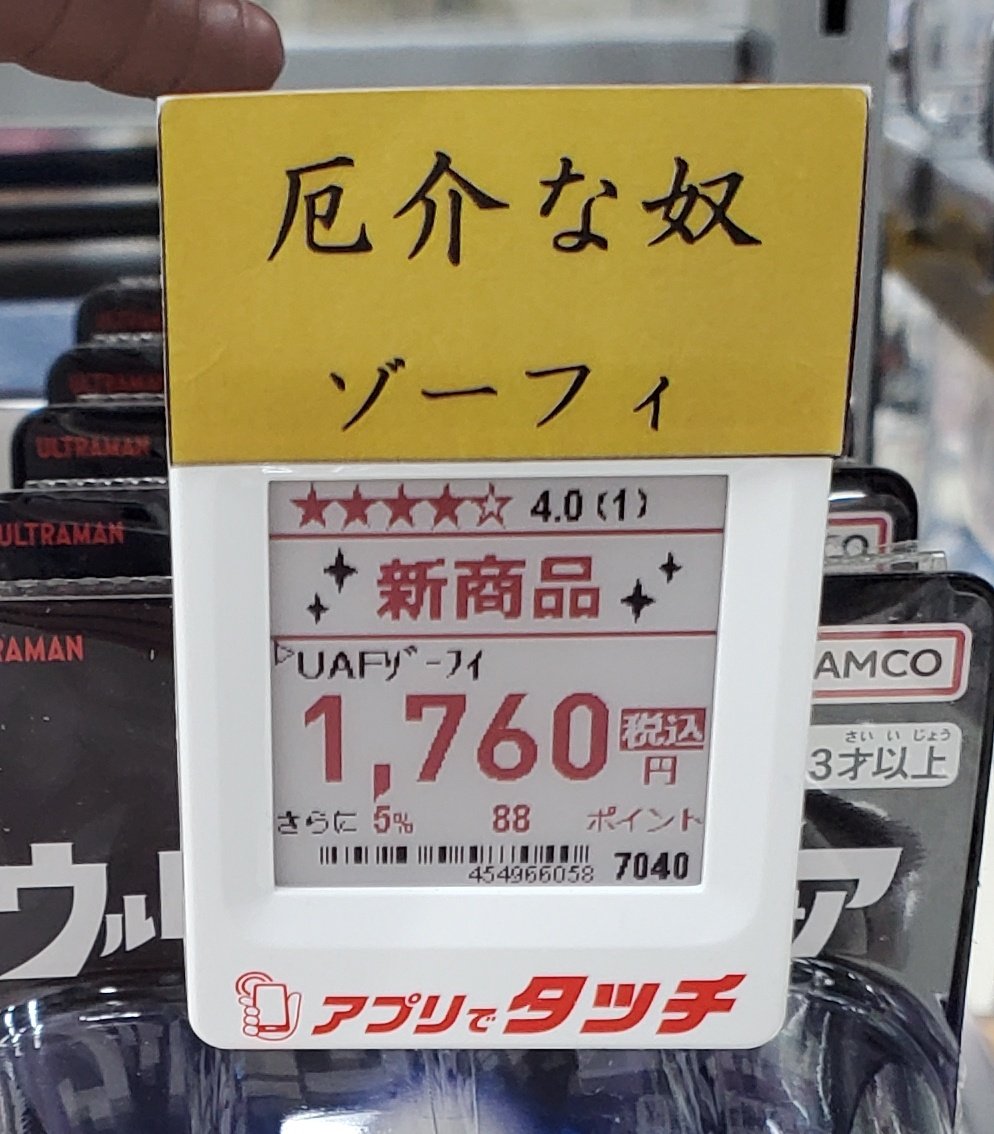 厄介な奴
ゾーフィ
★★★★☆ 4.0(1)
新商品
▷UAFｿﾞｰﾌｨ
1,760 税込
円
さらに 5% 88 ポイント
454966058 7040
アプリでタッチ
ULTRAMAN
ULTRAMAN
ULTRAMAN
ULTRAMAN
RAMAN
AMCO
さい い じょう
3才以上
ウル
ア